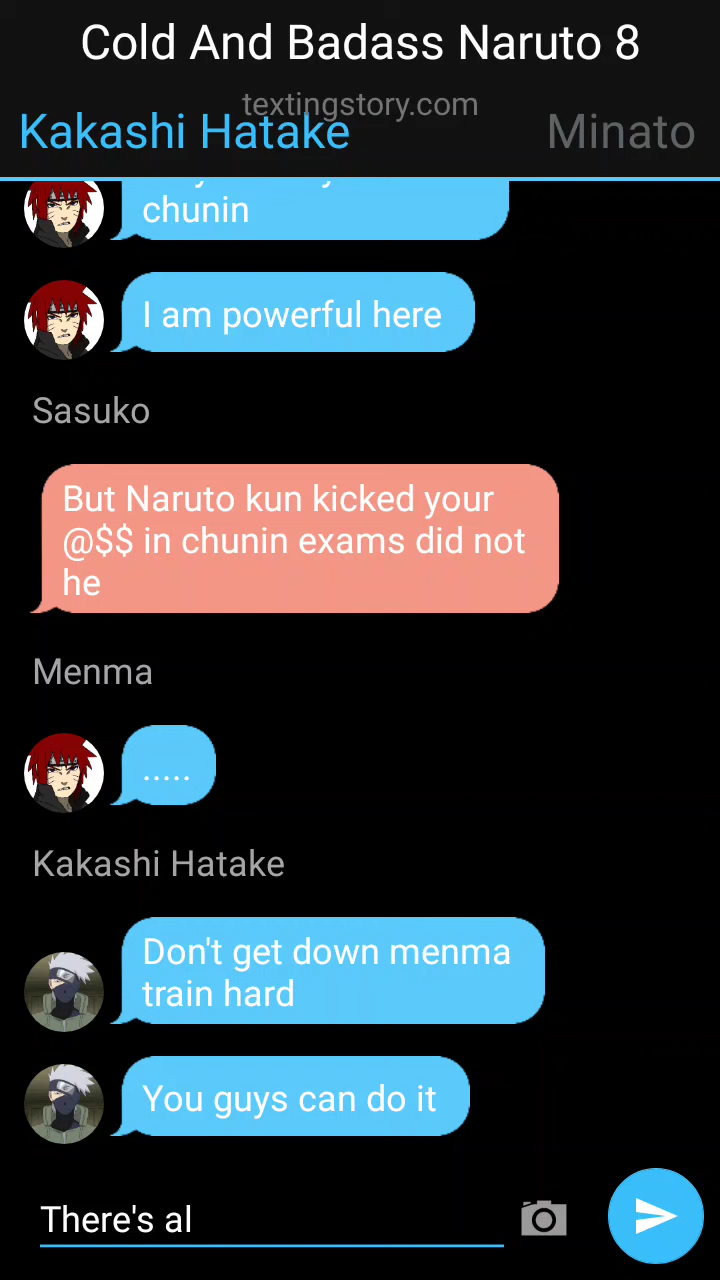 Cold And Badass Naruto 8
textingstory.com
Kakashi Hatake
Minato
chunin
I am powerful here
Sasuko
But Naruto kun kicked your
@$$ in chunin exams did not
he
Menma
.....
Kakashi Hatake
Don't get down menma
train hard
You guys can do it
There's al